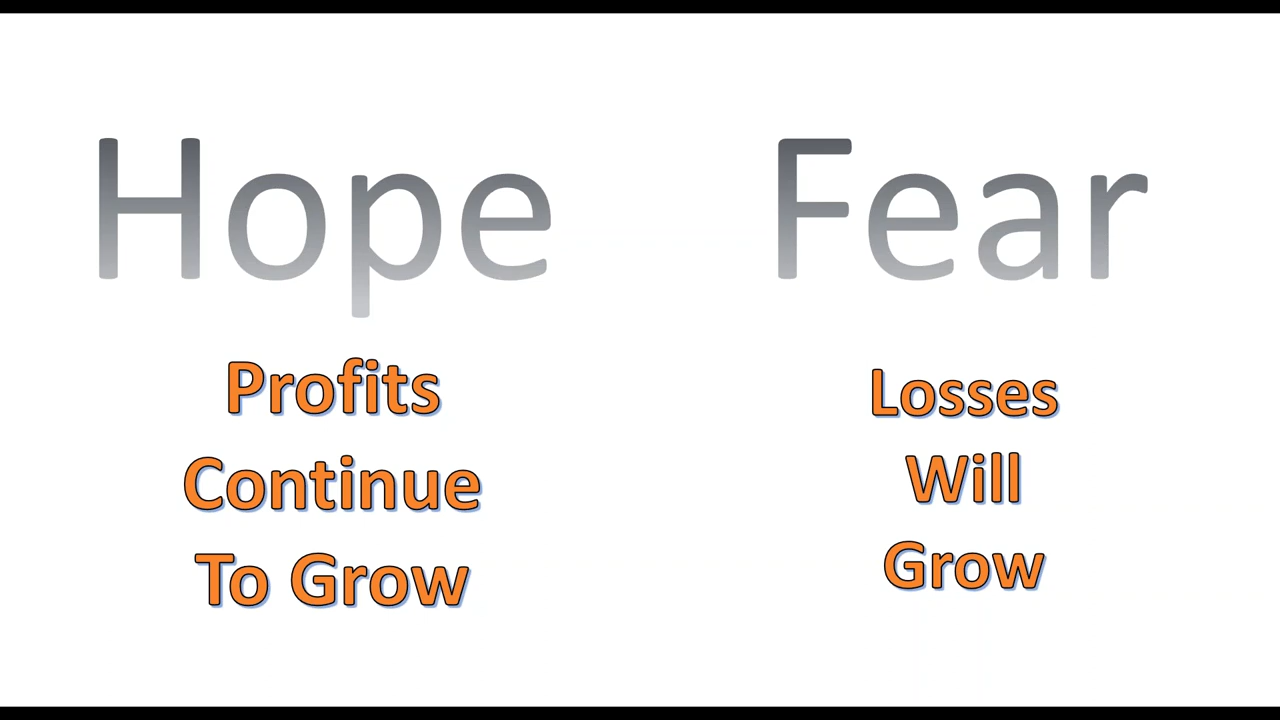 Hope
Profits
Continue
To Grow
Fear
Losses
Will
Grow